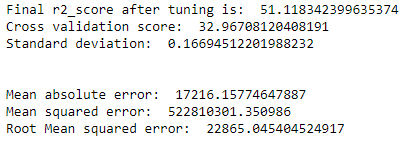 Final r2_score after tuning is:  51.118342399635374
Cross validation score:  32.96708120408191
Standard deviation:  0.16694512201988232
Mean absolute error:  17216.15774647887
Mean squared error:  522810301.350986
Root Mean squared error:  22865.045404524917